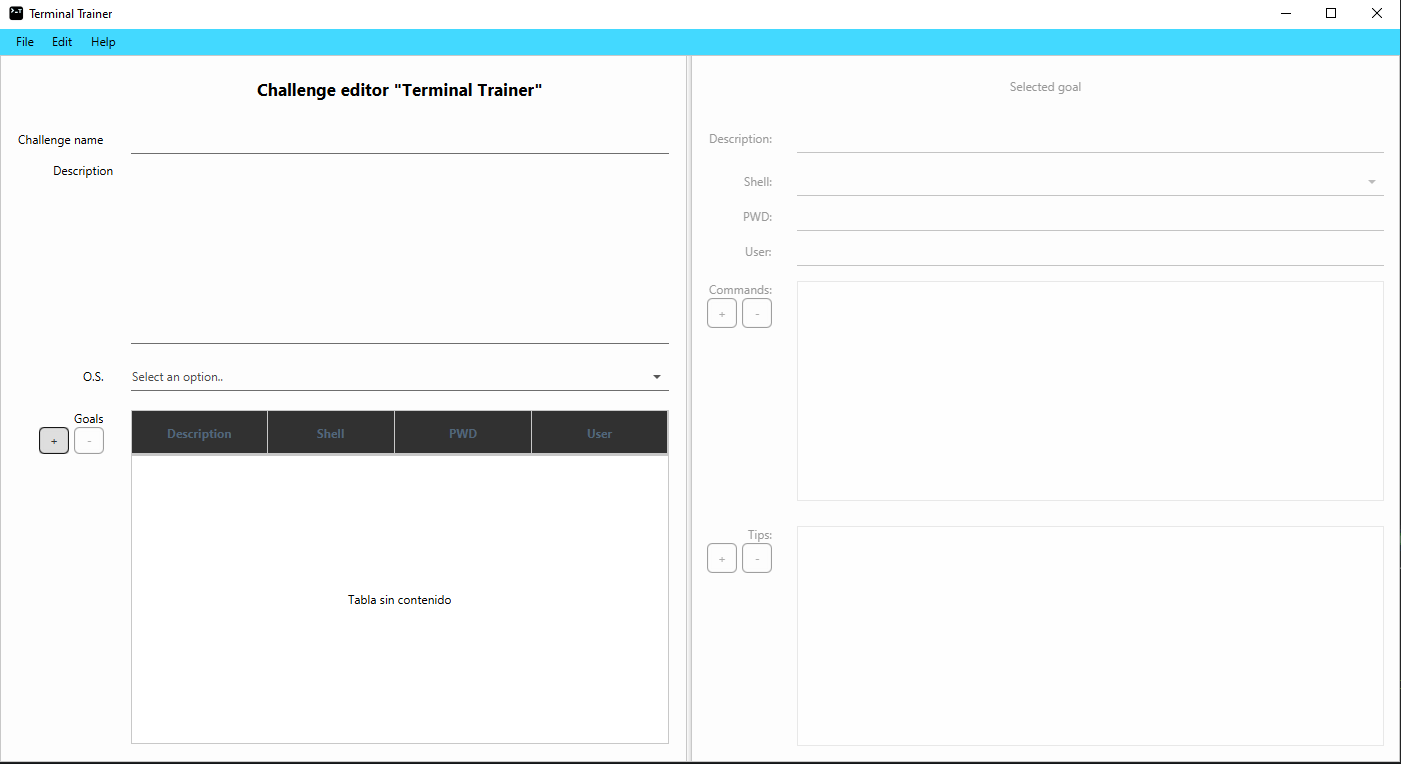 Terminal Trainer
File Edit Help
Challenge editor "Terminal Trainer"
Challenge name
Description
O.S. Select an option..
Goals
+ -
Description Shell PWD User
Tabla sin contenido
Selected goal
Description:
Shell:
PWD:
User:
Commands:
+ -
Tips:
+ -